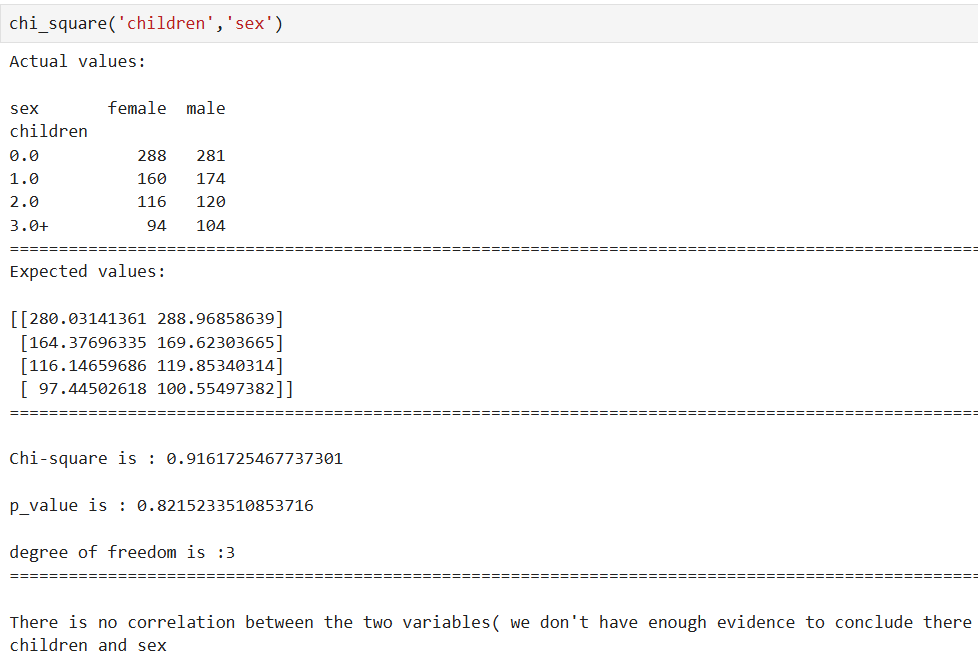 chi_square('children','sex')
Actual values:
sex       female  male
children
0.0          288   281
1.0          160   174
2.0          116   120
3.0+          94   104
====================================================================================================
Expected values:
[[280.03141361 288.96858639]
 [164.37696335 169.62303665]
 [116.14659686 119.85340314]
 [ 97.44502618 100.55497382]]
====================================================================================================
Chi-square is : 0.9161725467737301
p_value is : 0.8215233510853716
degree of freedom is :3
====================================================================================================
There is no correlation between the two variables( we don't have enough evidence to conclude there
children and sex